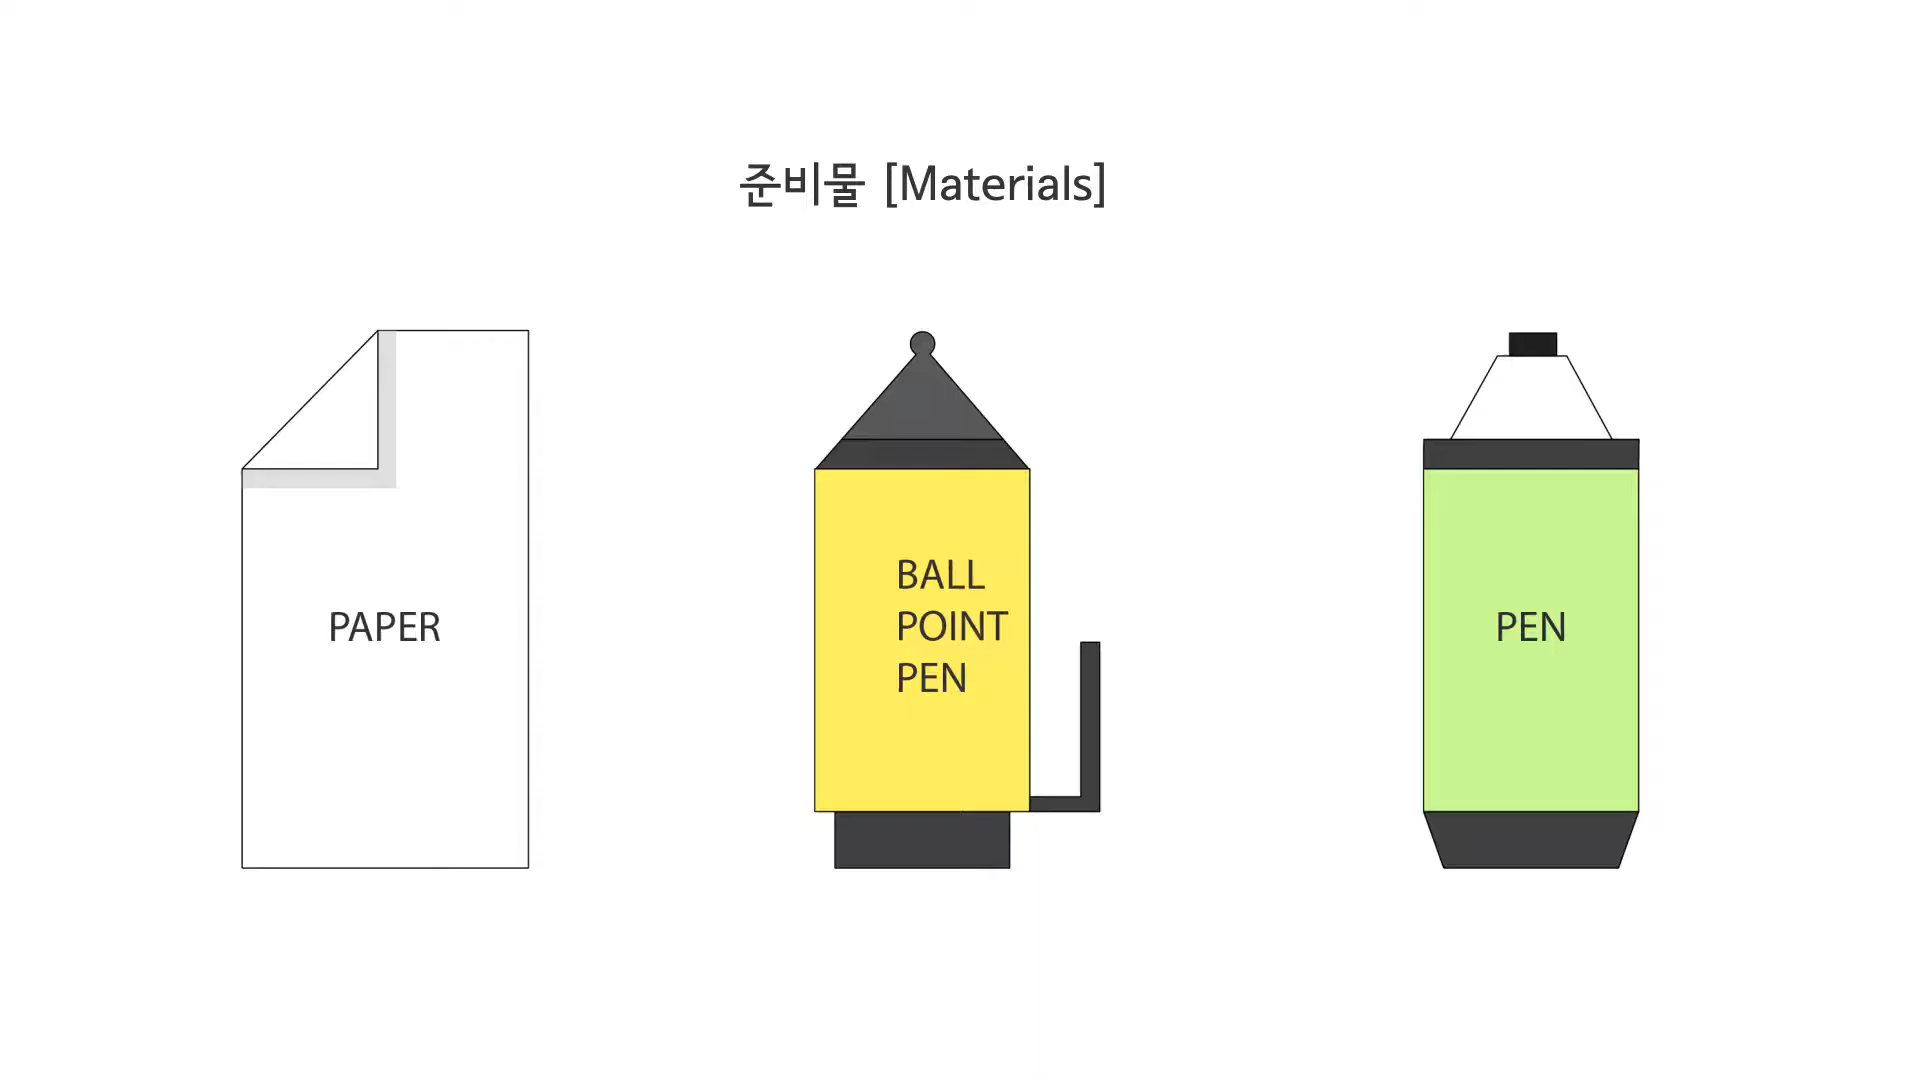 준비물 [Materials]
PAPER
BALL
POINT
PEN
PEN